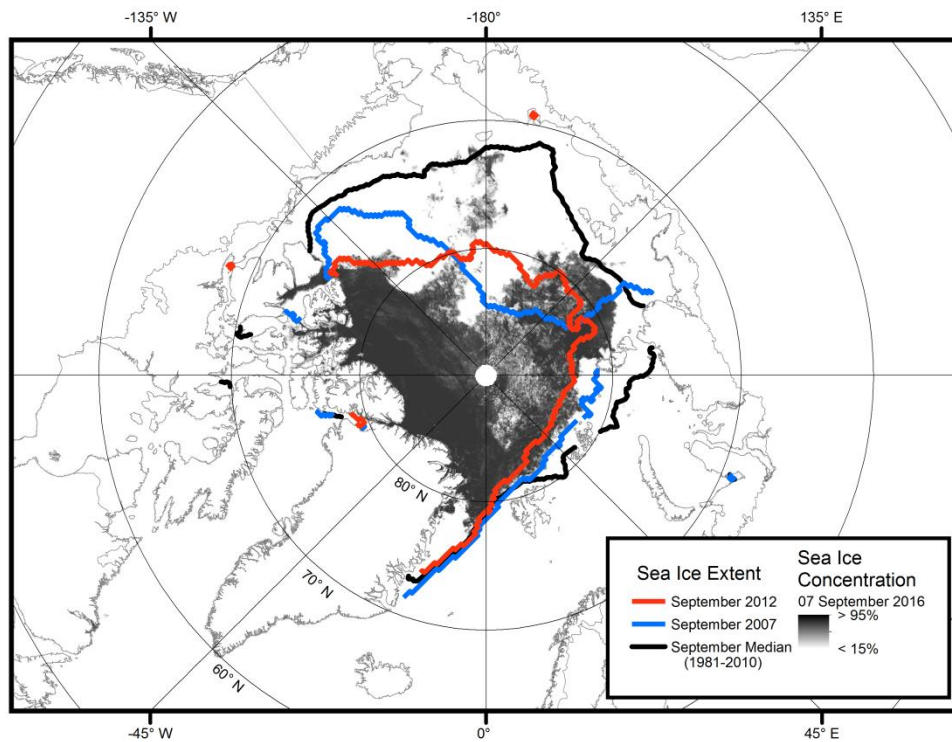 -135° W
-180°
135° E
80° N
70° N
60° N
Sea Ice Extent
September 2012
September 2007
September Median
(1981-2010)
Sea Ice
Concentration
07 September 2016
> 95%
< 15%
-45° W
0°
45° E